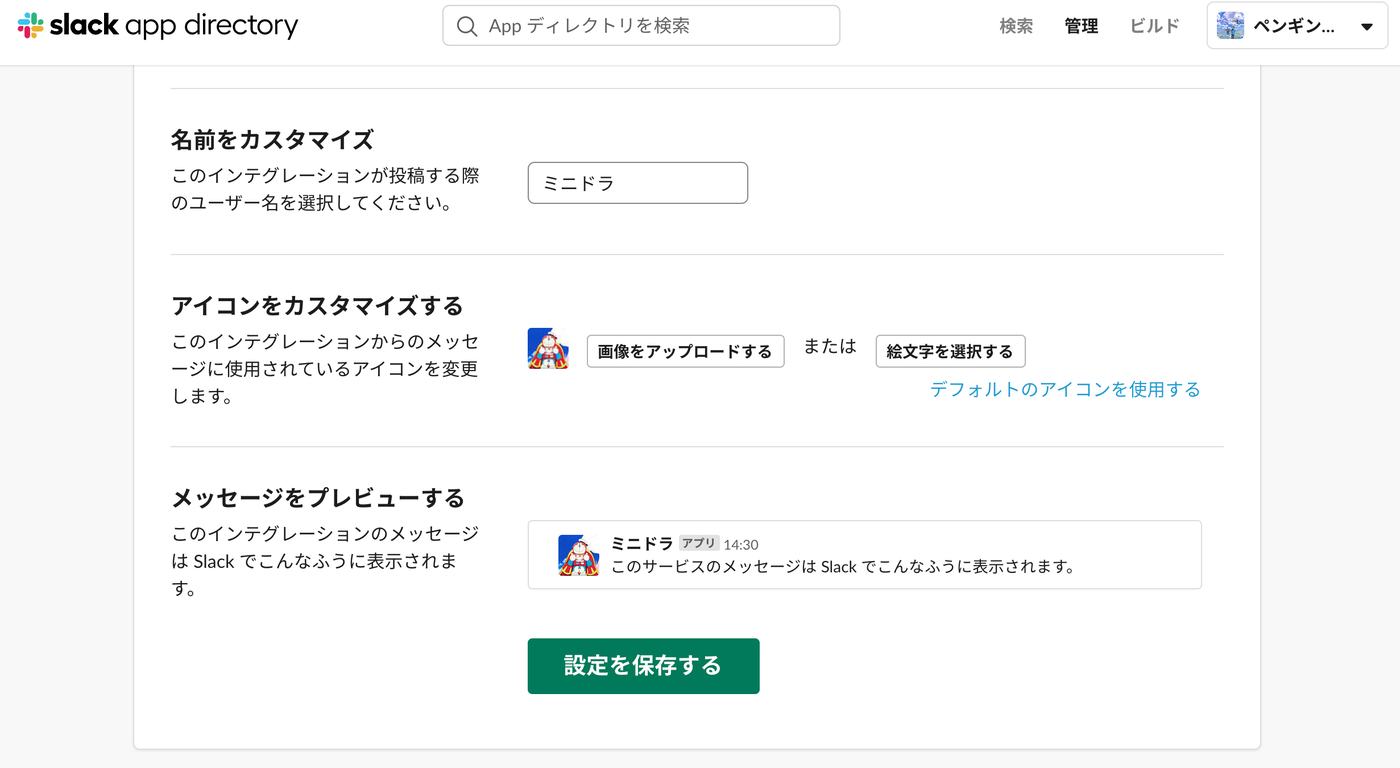 slack app directory
App ディレクトリを検索
検索
管理
ビルド
ペンギン...
名前をカスタマイズ
このインテグレーションが投稿する際
のユーザー名を選択してください。
ミニドラ
アイコンをカスタマイズする
このインテグレーションからのメッセ
ージに使用されているアイコンを変更
します。
画像をアップロードする
または
絵文字を選択する
デフォルトのアイコンを使用する
メッセージをプレビューする
このインテグレーションのメッセージ
は Slack でこんなふうに表示されま
す。
ミニドラ アプリ 14:30
このサービスのメッセージは Slack でこんなふうに表示されます。
設定を保存する